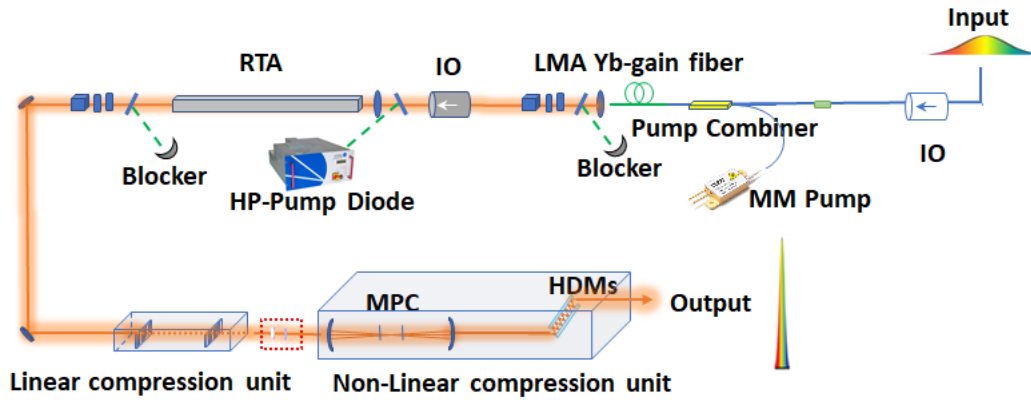 Input
RTA
IO
LMA Yb-gain fiber
Pump Combiner
IO
Blocker
Blocker
HP-Pump Diode
MM Pump
HDMs
MPC
Output
Linear compression unit
Non-Linear compression unit